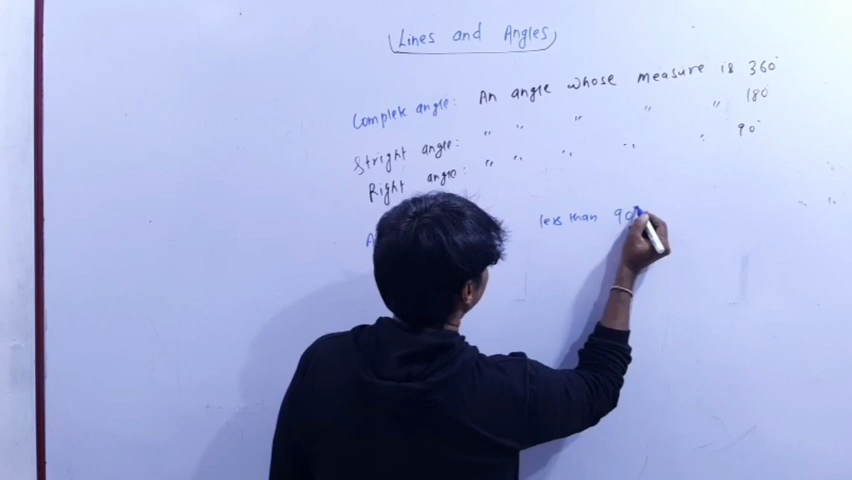 Lines and Angles
Complete angle: An angle whose measure is 360°
Stright angle: " " " " " 180°
Right angle: " " " " " 90°
A less than 90